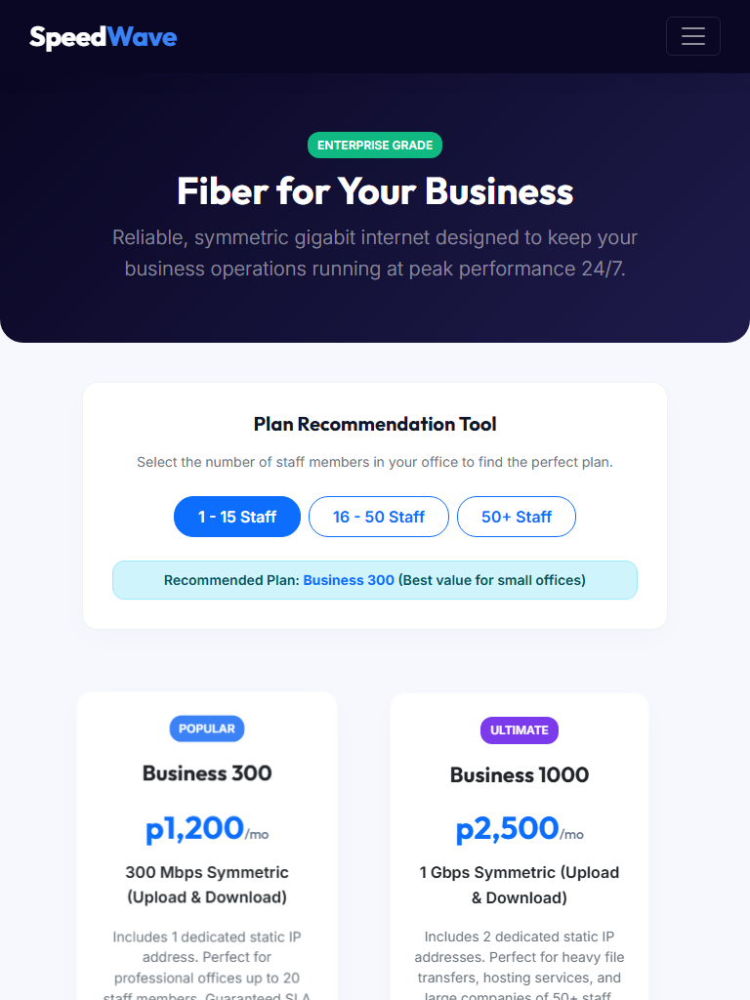 SpeedWave
ENTERPRISE GRADE
Fiber for Your Business
Reliable, symmetric gigabit internet designed to keep your
business operations running at peak performance 24/7.
Plan Recommendation Tool
Select the number of staff members in your office to find the perfect plan.
1 - 15 Staff
16 - 50 Staff
50+ Staff
Recommended Plan: Business 300 (Best value for small offices)
POPULAR
Business 300
p1,200/mo
300 Mbps Symmetric
(Upload & Download)
Includes 1 dedicated static IP
address. Perfect for
professional offices up to 20
staff members. Guaranteed SLA
ULTIMATE
Business 1000
p2,500/mo
1 Gbps Symmetric (Upload
& Download)
Includes 2 dedicated static IP
addresses. Perfect for heavy file
transfers, hosting services, and
large companies of 50+ staff